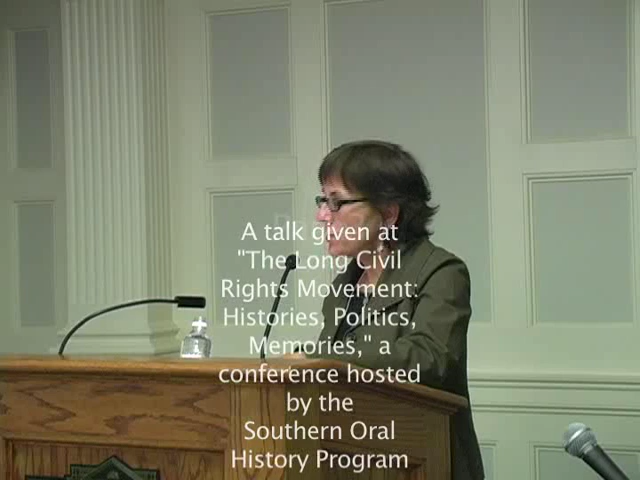 A talk given at
"The Long Civil
Rights Movement:
Histories, Politics,
Memories," a
conference hosted
by the
Southern Oral
History Program